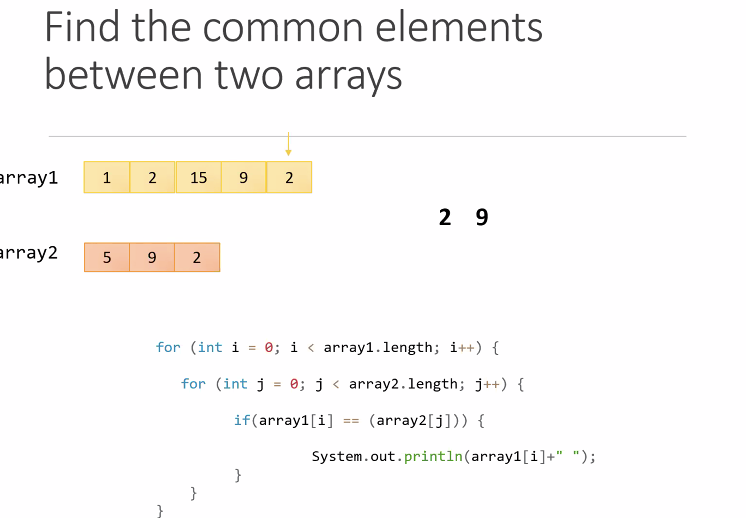 Find the common elements
between two arrays
array1 1 2 15 9 2
2 9
array2 5 9 2
for (int i = 0; i < array1.length; i++) {
for (int j = 0; j < array2.length; j++) {
if(array1[i] == (array2[j])) {
System.out.println(array1[i]+" ");
}
}
}